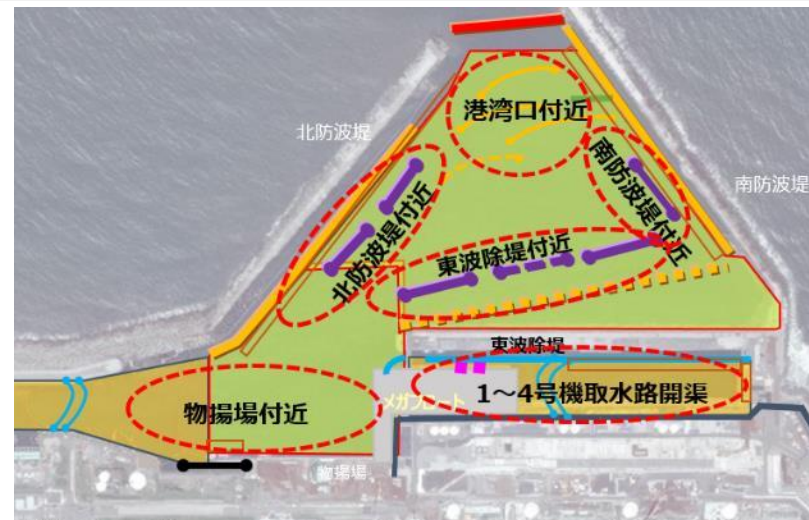 港湾口付近
北防波堤
南防波堤付近
南防波堤
北防波堤付近
東波除堤付近
東波除堤
メガフロート
1～4号機取水路開渠
物揚場付近
物揚場